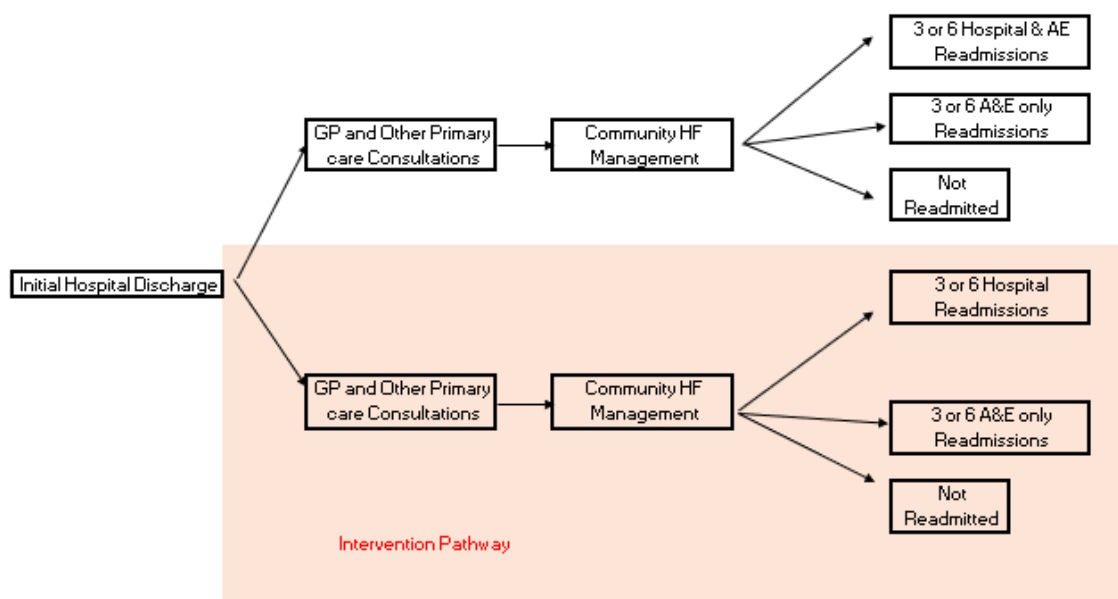 3 or 6 Hospital & AE
Readmissions
3 or 6 A&E only
Readmissions
GP and Other Primary
care Consultations
Community HF
Management
Not
Readmitted
Initial Hospital Discharge
3 or 6 Hospital
Readmissions
GP and Other Primary
care Consultations
Community HF
Management
3 or 6 A&E only
Readmissions
Not
Readmitted
Intervention Pathway